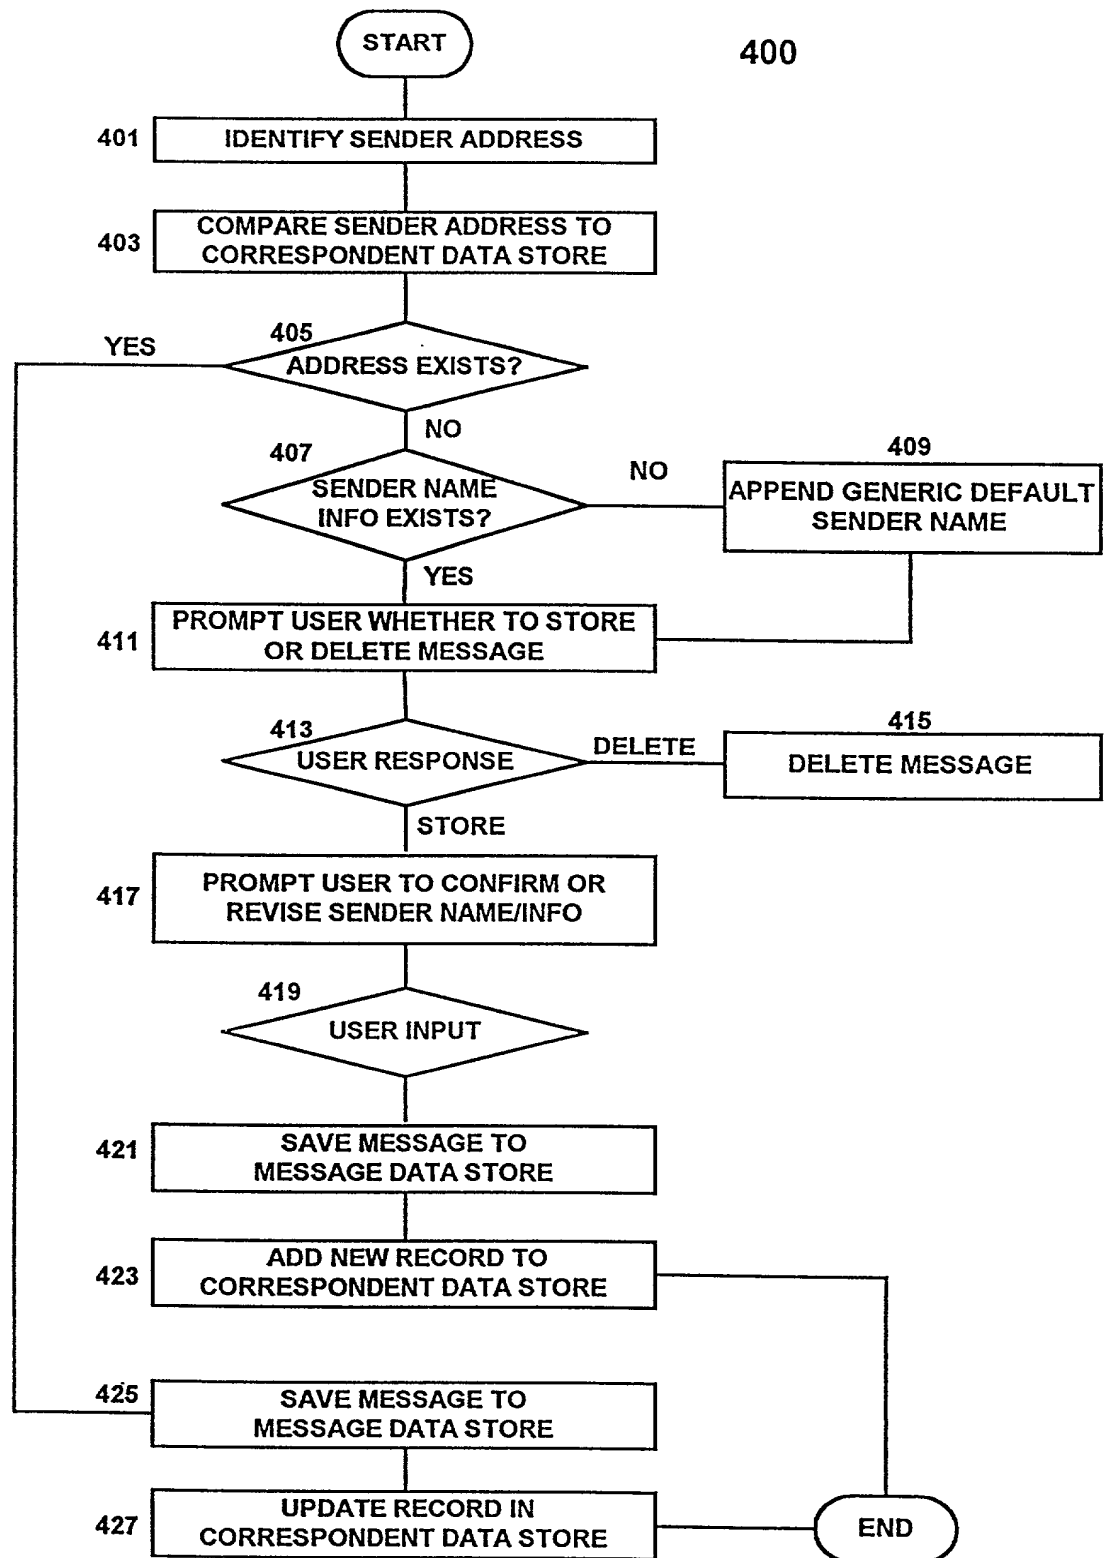 START
400
401
IDENTIFY SENDER ADDRESS
403
COMPARE SENDER ADDRESS TO
CORRESPONDENT DATA STORE
405
YES
ADDRESS EXISTS?
NO
407
SENDER NAME
INFO EXISTS?
NO
409
APPEND GENERIC DEFAULT
SENDER NAME
YES
411
PROMPT USER WHETHER TO STORE
OR DELETE MESSAGE
413
USER RESPONSE
DELETE
415
DELETE MESSAGE
STORE
417
PROMPT USER TO CONFIRM OR
REVISE SENDER NAME/INFO
419
USER INPUT
421
SAVE MESSAGE TO
MESSAGE DATA STORE
423
ADD NEW RECORD TO
CORRESPONDENT DATA STORE
425
SAVE MESSAGE TO
MESSAGE DATA STORE
427
UPDATE RECORD IN
CORRESPONDENT DATA STORE
END